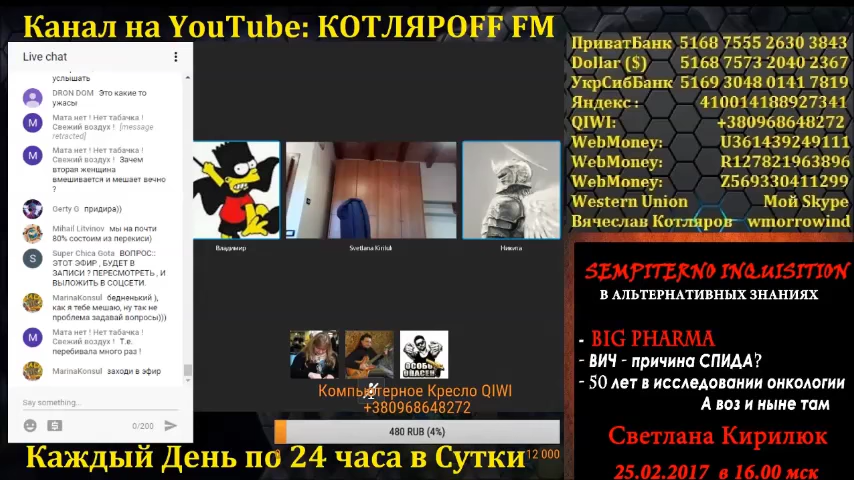 Канал на YouTube: КОТЛЯРОFF FM
Live chat
услышать
DRON DOM Это какие то
ужасы
Мата нет ! Нет табачка !
Свежий воздух ! [message
retracted]
Мата нет ! Нет табачка !
Свежий воздух ! Зачем
вторая женщина
вмешивается и мешает вечно
?
Gerty G придира))
Mihail Litvinov мы на почти
80% состоим из перекиси)
Super Chica Gota ВОПРОС::
ЭТОТ ЭФИР , БУДЕТ В
ЗАПИСИ ? ПЕРЕСМОТРЕТЬ , И
ВЫЛОЖИТЬ В СОЦСЕТИ.
MarinaKonsul бедненький ),
как я тебе мешаю, ну так не
проблема задавай вопросы)))
Мата нет ! Нет табачка !
Свежий воздух ! Т.е.
перебивала много раз !
MarinaKonsul заходи в эфир
Say something...
0/200
Владимир
Svetlana Kiriluk
Никита
ОСОБО
ОПАСЕН
Компьютерное Кресло QIWI
+380968648272
480 RUB (4%)
12 000
Каждый День по 24 часа в Сутки
ПриватБанк 5168 7555 2630 3843
Dollar ($) 5168 7573 2040 2367
УкрСибБанк 5169 3048 0141 7819
Яндекс : 410014188927341
QIWI: +380968648272
WebMoney: U361439249111
WebMoney: R127821963896
WebMoney: Z569330411299
Western Union Мой Skype
Вячеслав Котляров wmorrowind
SEMPITERNO INQUISITION
В АЛЬТЕРНАТИВНЫХ ЗНАНИЯХ
- BIG PHARMA
- ВИЧ - причина СПИДА?
- 50 лет в исследовании онкологии
А воз и ныне там
Светлана Кирилюк
25.02.2017 в 16.00 мск